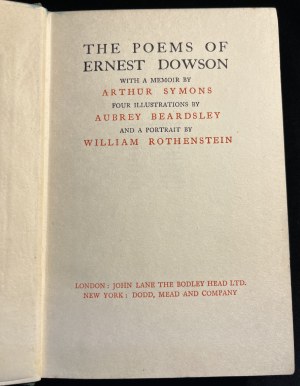 THE POEMS OF
ERNEST DOWSON
WITH A MEMOIR BY
ARTHUR SYMONS
FOUR ILLUSTRATIONS BY
AUBREY BEARDSLEY
AND A PORTRAIT BY
WILLIAM ROTHENSTEIN
LONDON: JOHN LANE THE BODLEY HEAD LTD.
NEW YORK: DODD, MEAD AND COMPANY